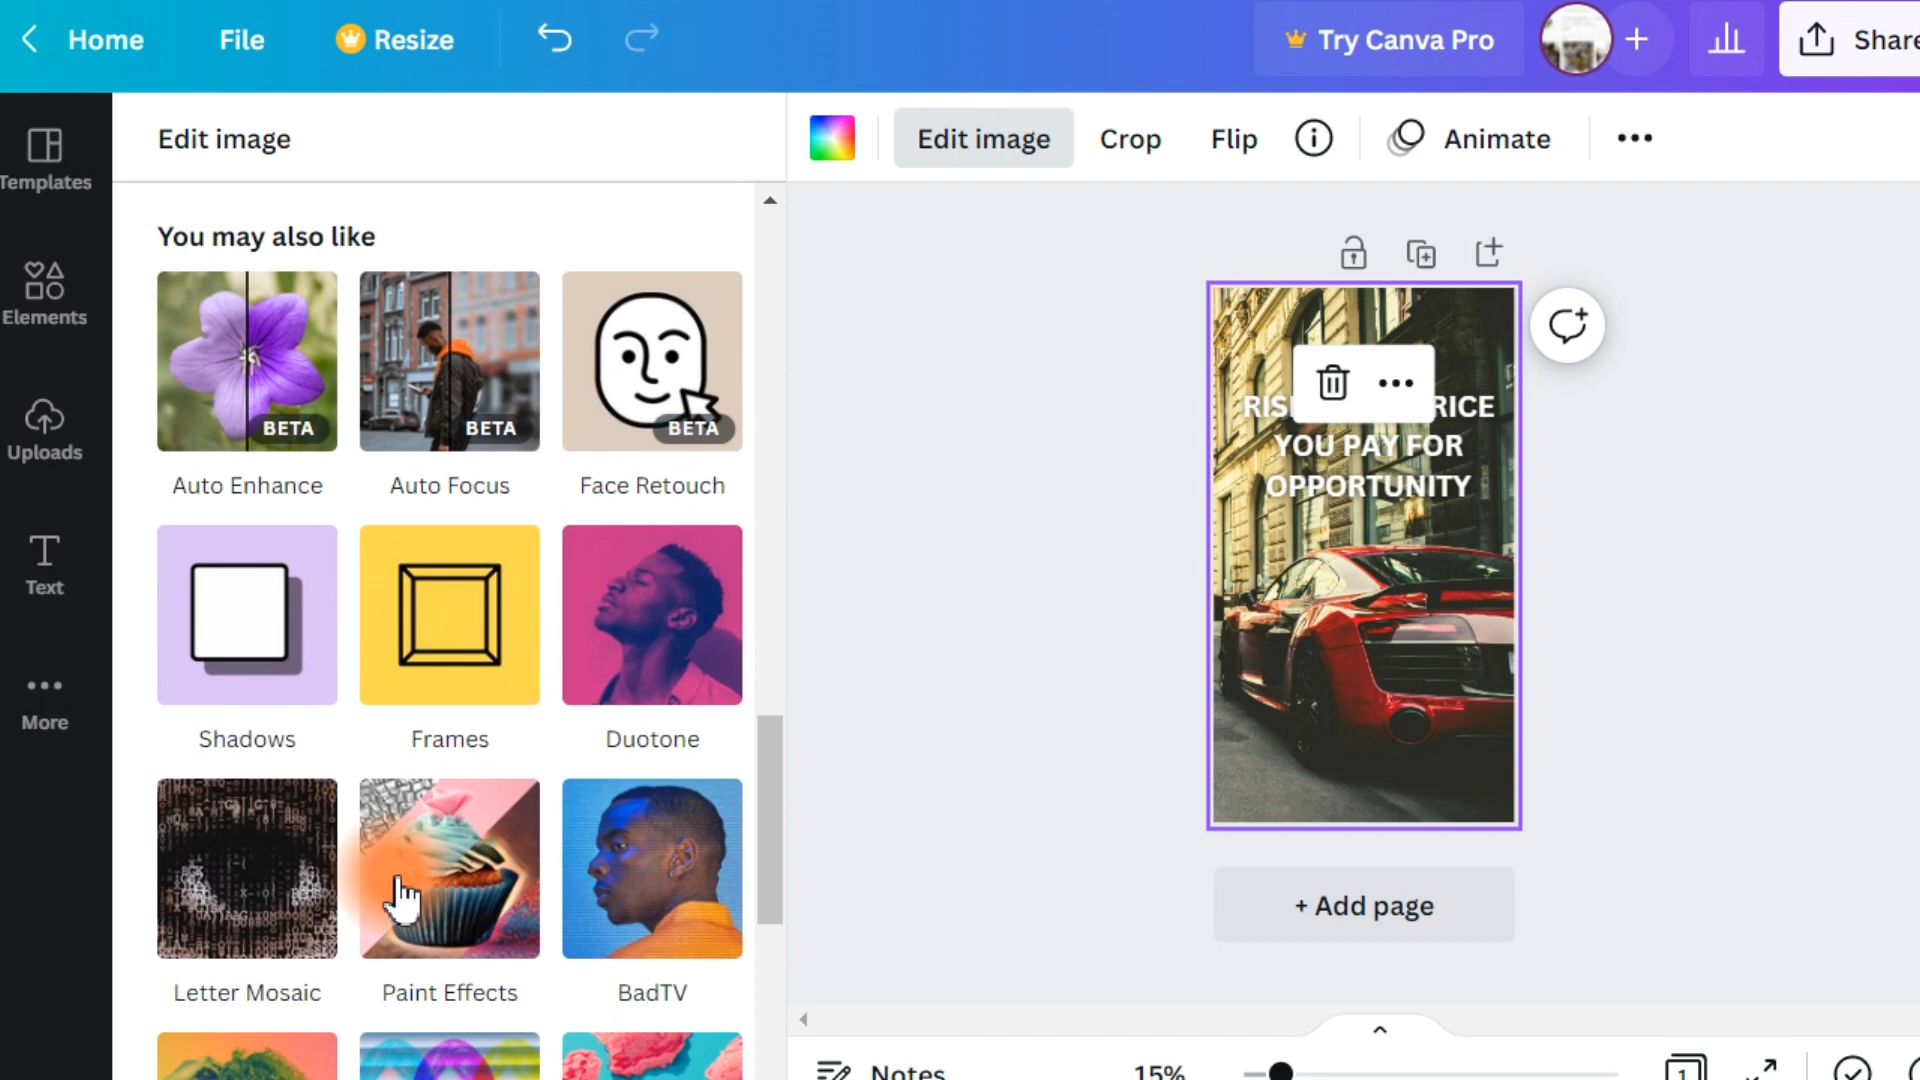 Home
File
Resize
Try Canva Pro
Share
Templates
Elements
Uploads
Text
More
Edit image
You may also like
BETA
BETA
BETA
Auto Enhance
Auto Focus
Face Retouch
Shadows
Frames
Duotone
Letter Mosaic
Paint Effects
BadTV
Edit image
Crop
Flip
Animate
YOU PAY FOR
OPPORTUNITY
+ Add page
Notes
15%
1